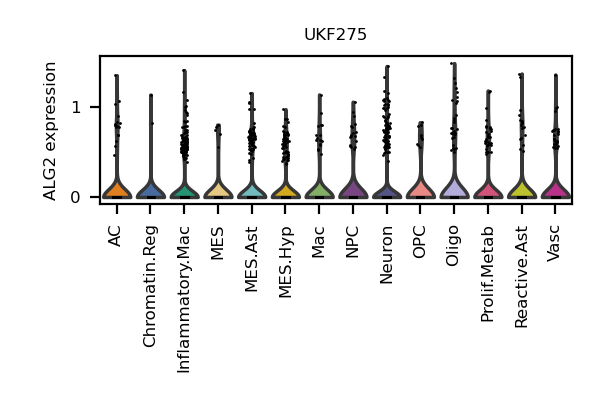 UKF275
ALG2 expression
1
0
AC
Chromatin.Reg
Inflammatory.Mac
MES
MES.Ast
MES.Hyp
Mac
NPC
Neuron
OPC
Oligo
Prolif.Metab
Reactive.Ast
Vasc